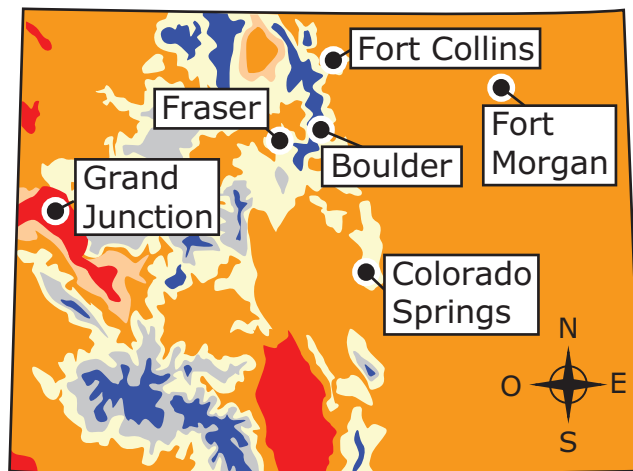 Fort Collins
Fraser
Fort
Morgan
Boulder
Grand
Junction
Colorado
Springs
N
O
E
S